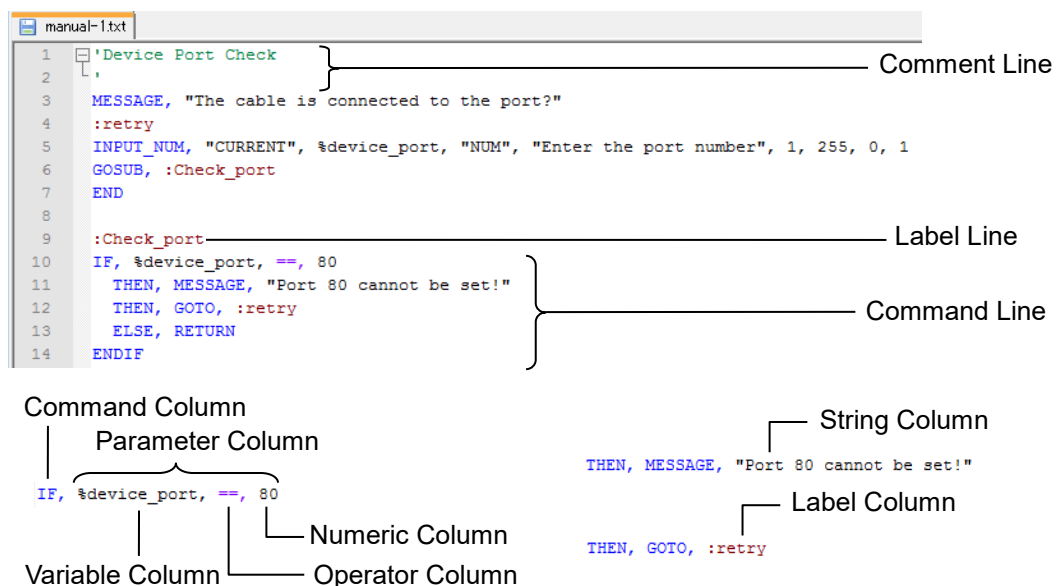 manual-1.txt
1 'Device Port Check
2 '
Comment Line
3 MESSAGE, "The cable is connected to the port?"
4 :retry
5 INPUT_NUM, "CURRENT", %device_port, "NUM", "Enter the port number", 1, 255, 0, 1
6 GOSUB, :Check_port
7 END
8
9 :Check_port
Label Line
10 IF, %device_port, ==, 80
11 THEN, MESSAGE, "Port 80 cannot be set!"
12 THEN, GOTO, :retry
Command Line
13 ELSE, RETURN
14 ENDIF
Command Column
Parameter Column
IF, %device_port, ==, 80
Numeric Column
Variable Column
Operator Column
String Column
THEN, MESSAGE, "Port 80 cannot be set!"
Label Column
THEN, GOTO, :retry